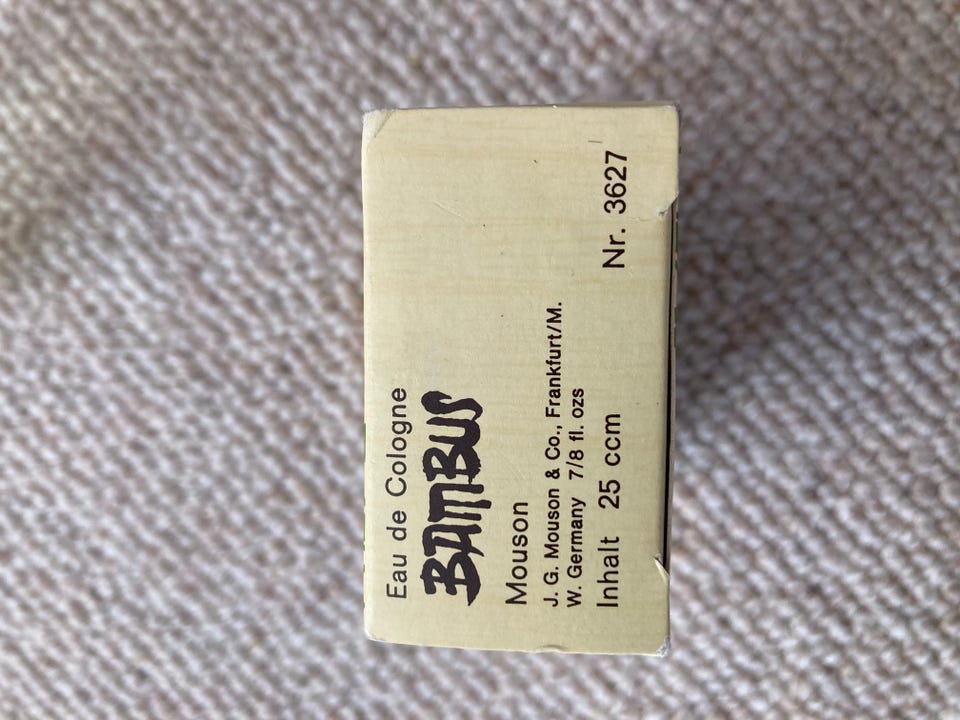 Eau de Cologne
BAMBUS
Mouson
J. G. Mouson & Co., Frankfurt/M.
W. Germany 7/8 fl. ozs
Inhalt 25 ccm
Nr. 3627